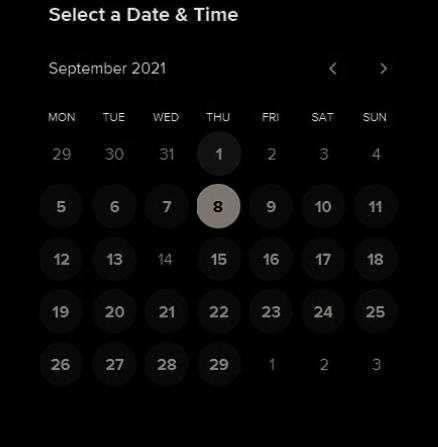 Select a Date & Time
September 2021
MON TUE WED THU FRI SAT SUN
29 30 31 1 2 3 4
5 6 7 8 9 10 11
12 13 14 15 16 17 18
19 20 21 22 23 24 25
26 27 28 29 1 2 3